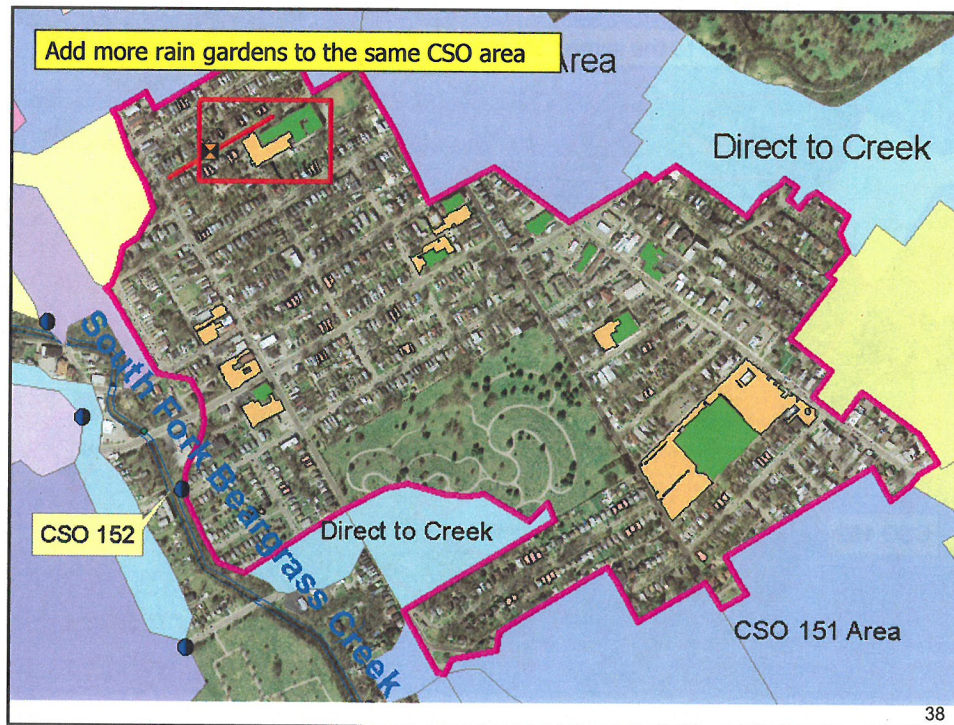 Add more rain gardens to the same CSO area
Area
Direct to Creek
South Fork Beargrass Creek
CSO 152
Direct to Creek
CSO 151 Area
38